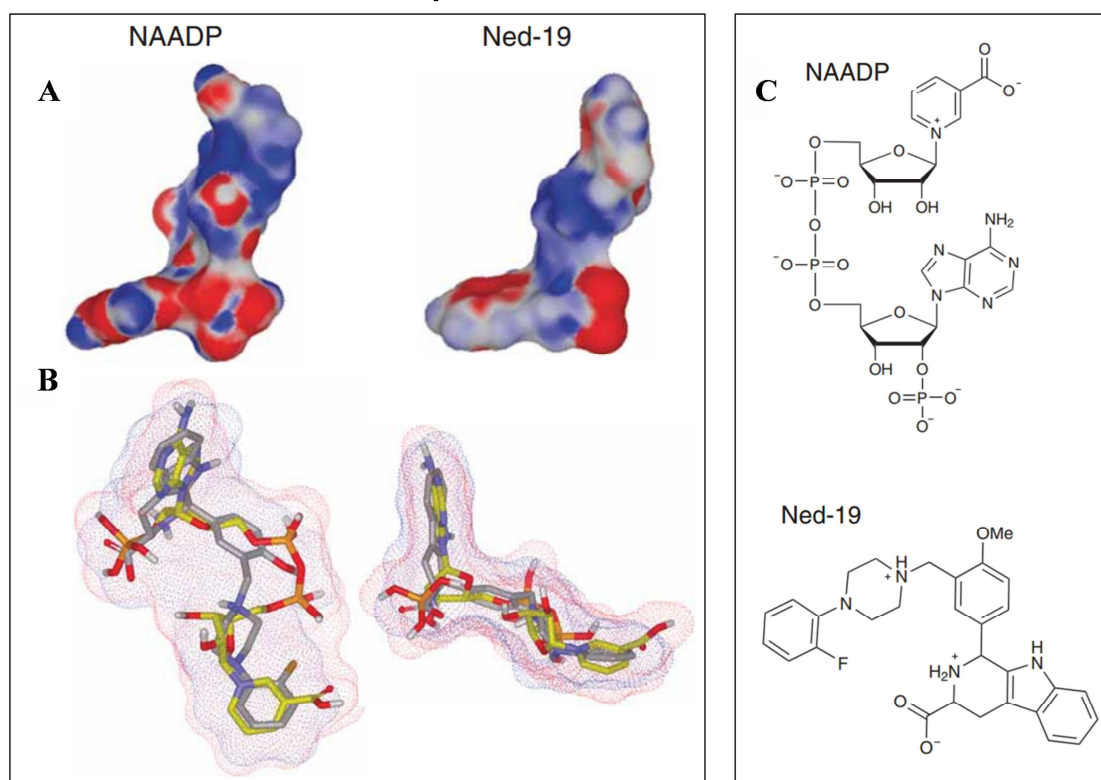 NAADP
Ned-19
A
B
C
NAADP
O
O⁻
N
+
O
O
⁻O
P
O
OH
OH
O
NH₂
⁻O
P
O
N
N
N
N
O
O
OH
O
O
P
O⁻
O⁻
Ned-19
OMe
H
N
+
N
F
H
N
+
H₂N
O
O⁻